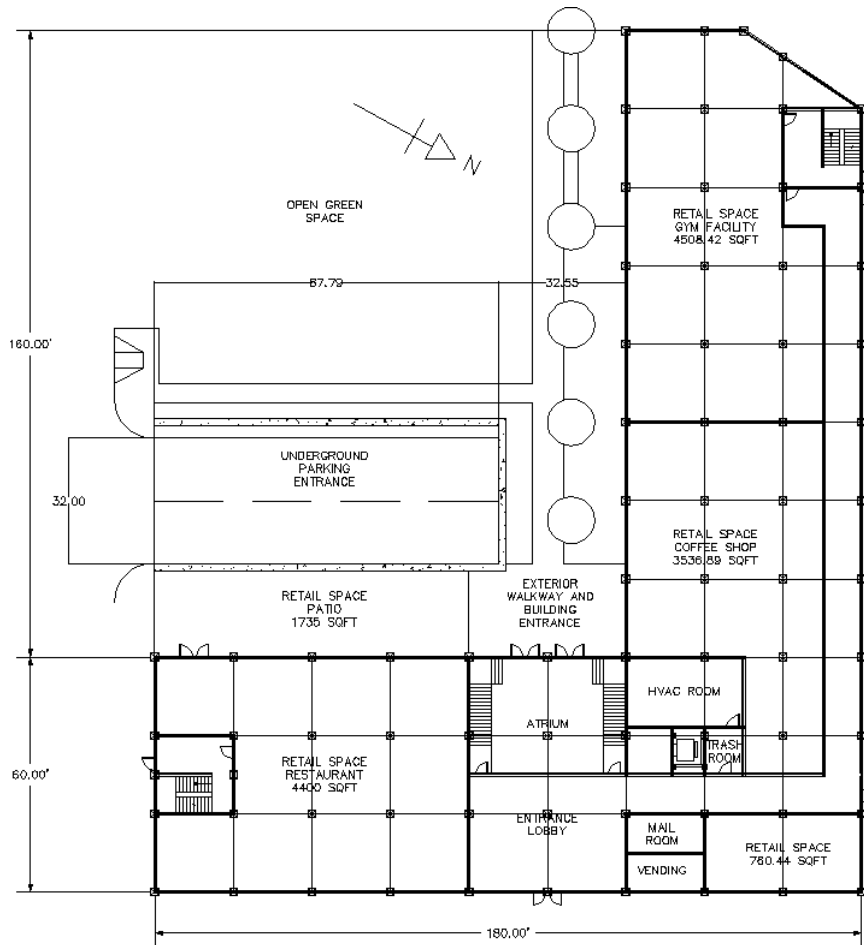 N
OPEN GREEN
SPACE
RETAIL SPACE
GYM FACILITY
4508.42 SQFT
87.79
32.55
160.00'
UNDERGROUND
PARKING
ENTRANCE
32.00
RETAIL SPACE
COFFEE SHOP
3536.89 SQFT
RETAIL SPACE
PATIO
1735 SQFT
EXTERIOR
WALKWAY AND
BUILDING
ENTRANCE
HVAC ROOM
ATRIUM
TRASH
ROOM
RETAIL SPACE
RESTAURANT
4400 SQFT
60.00'
ENTRANCE
LOBBY
MAIL
ROOM
RETAIL SPACE
760.44 SQFT
VENDING
180.00'